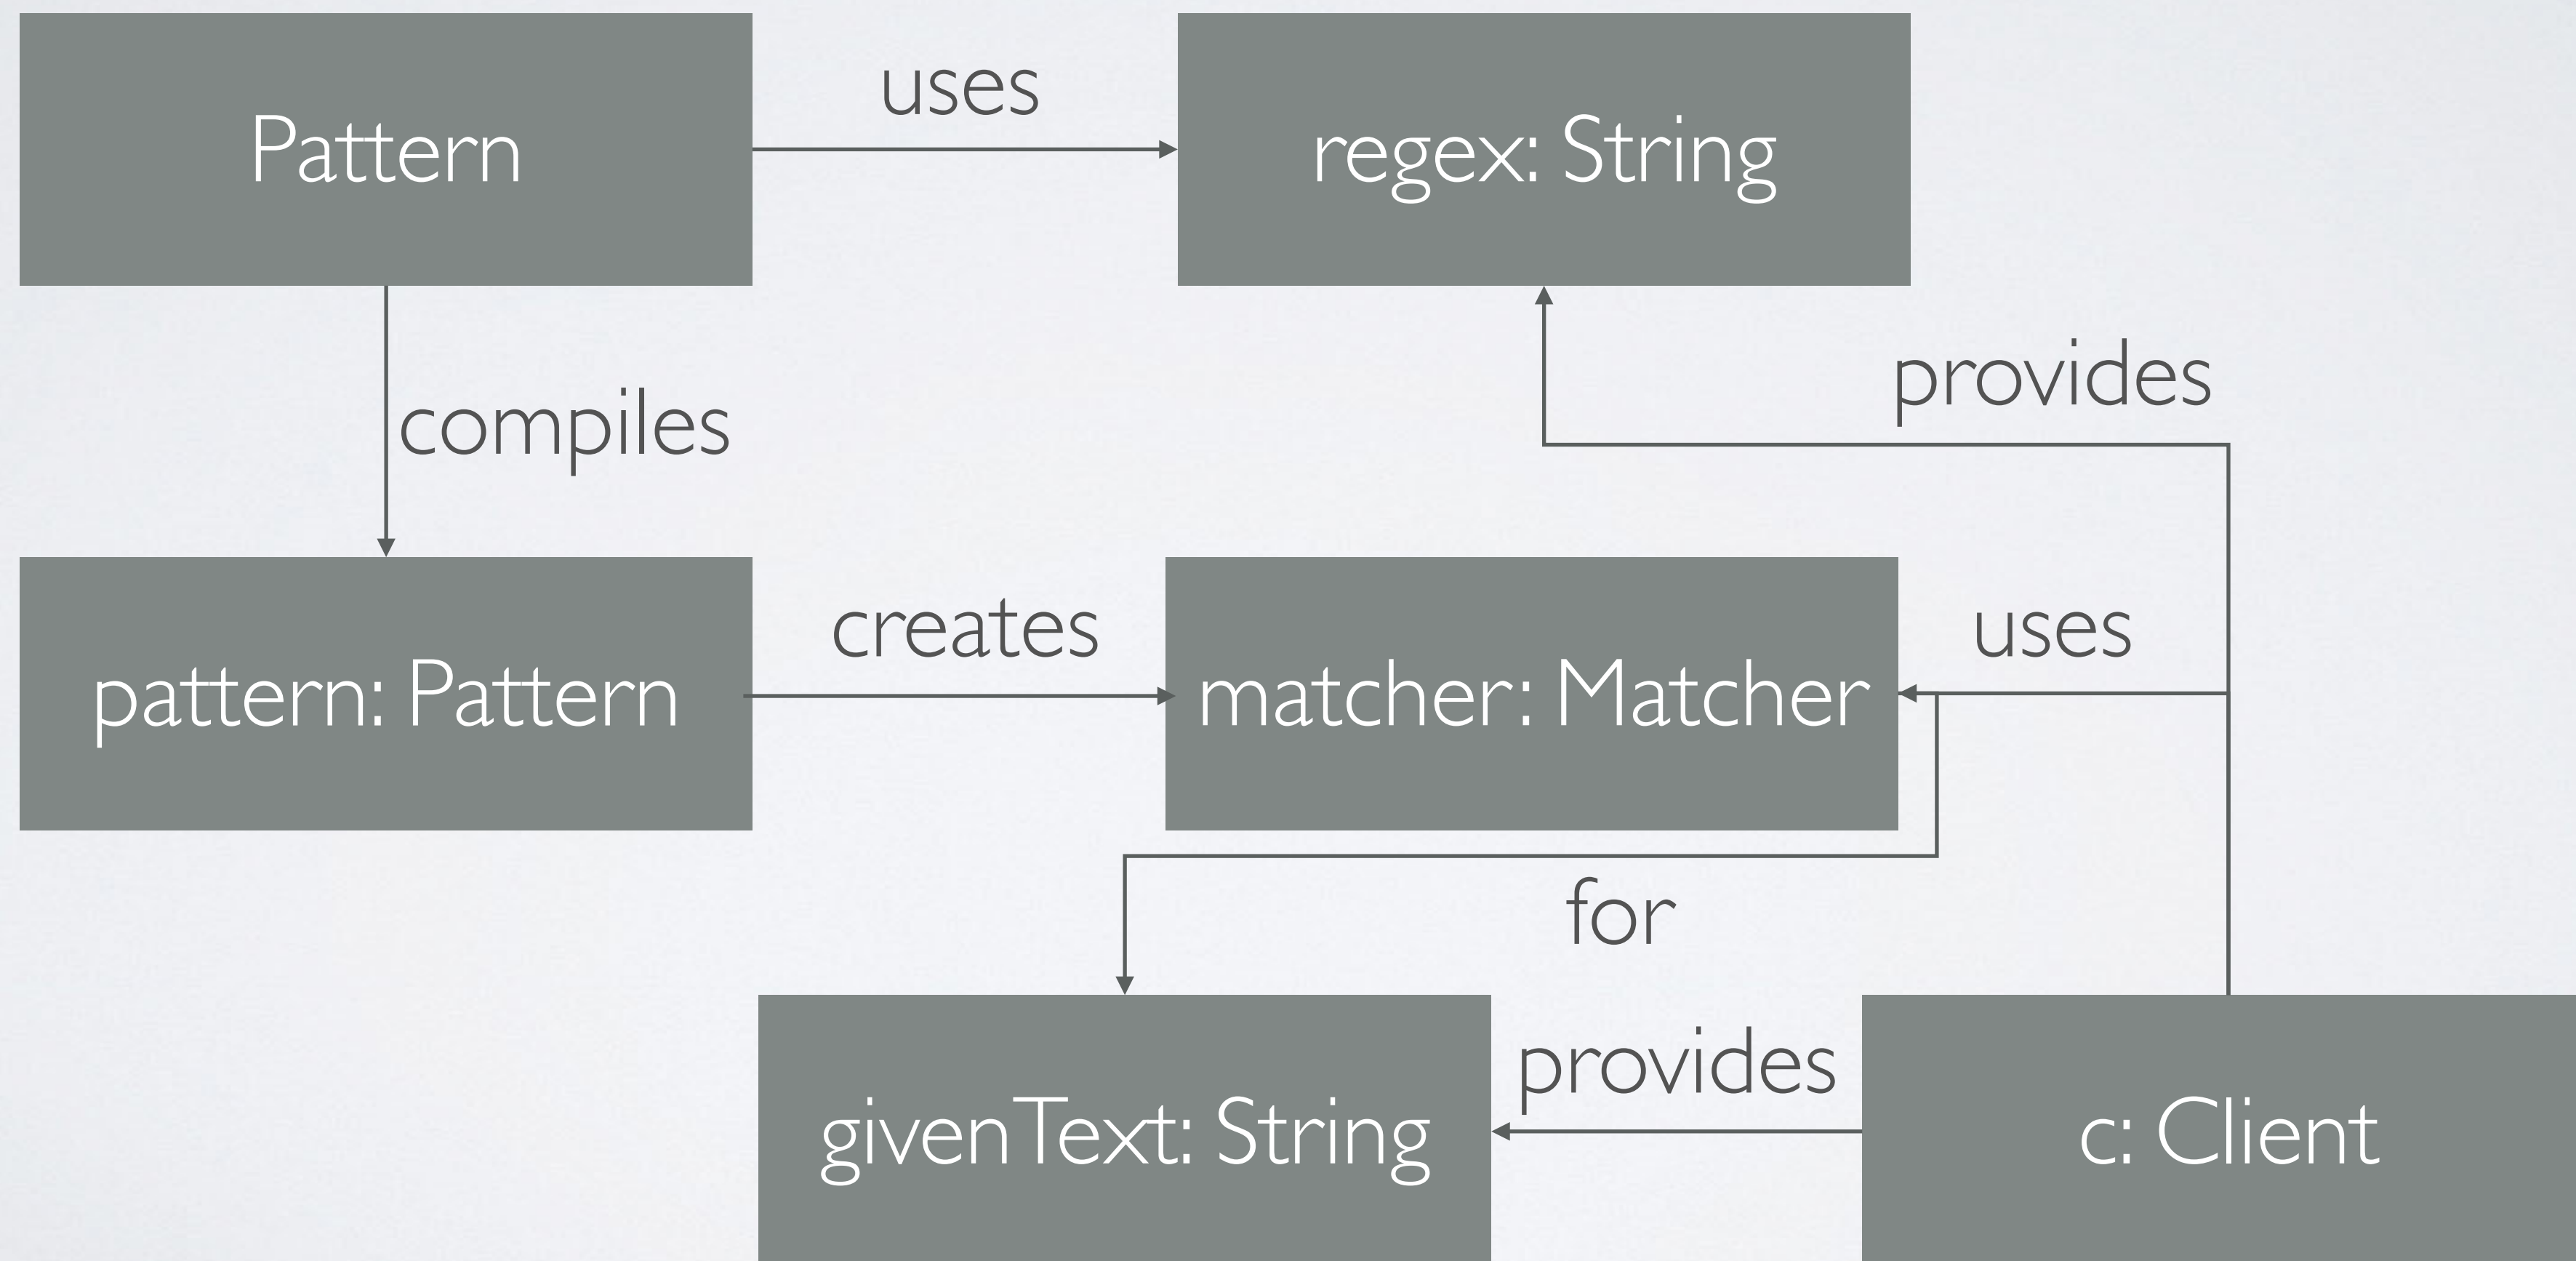 Pattern
uses
regex: String
compiles
provides
pattern: Pattern
creates
matcher: Matcher
uses
for
givenText: String
provides
c: Client